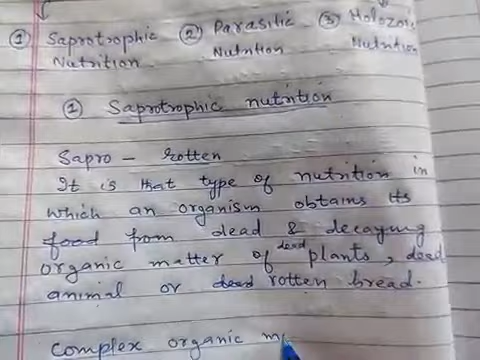 ① Saprotrophic ② Parasitic ③ Holozoic
Nutrition Nutrition Nutrition
① Saprotrophic nutrition
Sapro - rotten
It is that type of nutrition in
which an organism obtains its
food from dead & decaying
organic matter of dead plants, dead
animal or dead rotten bread.
Complex organic m